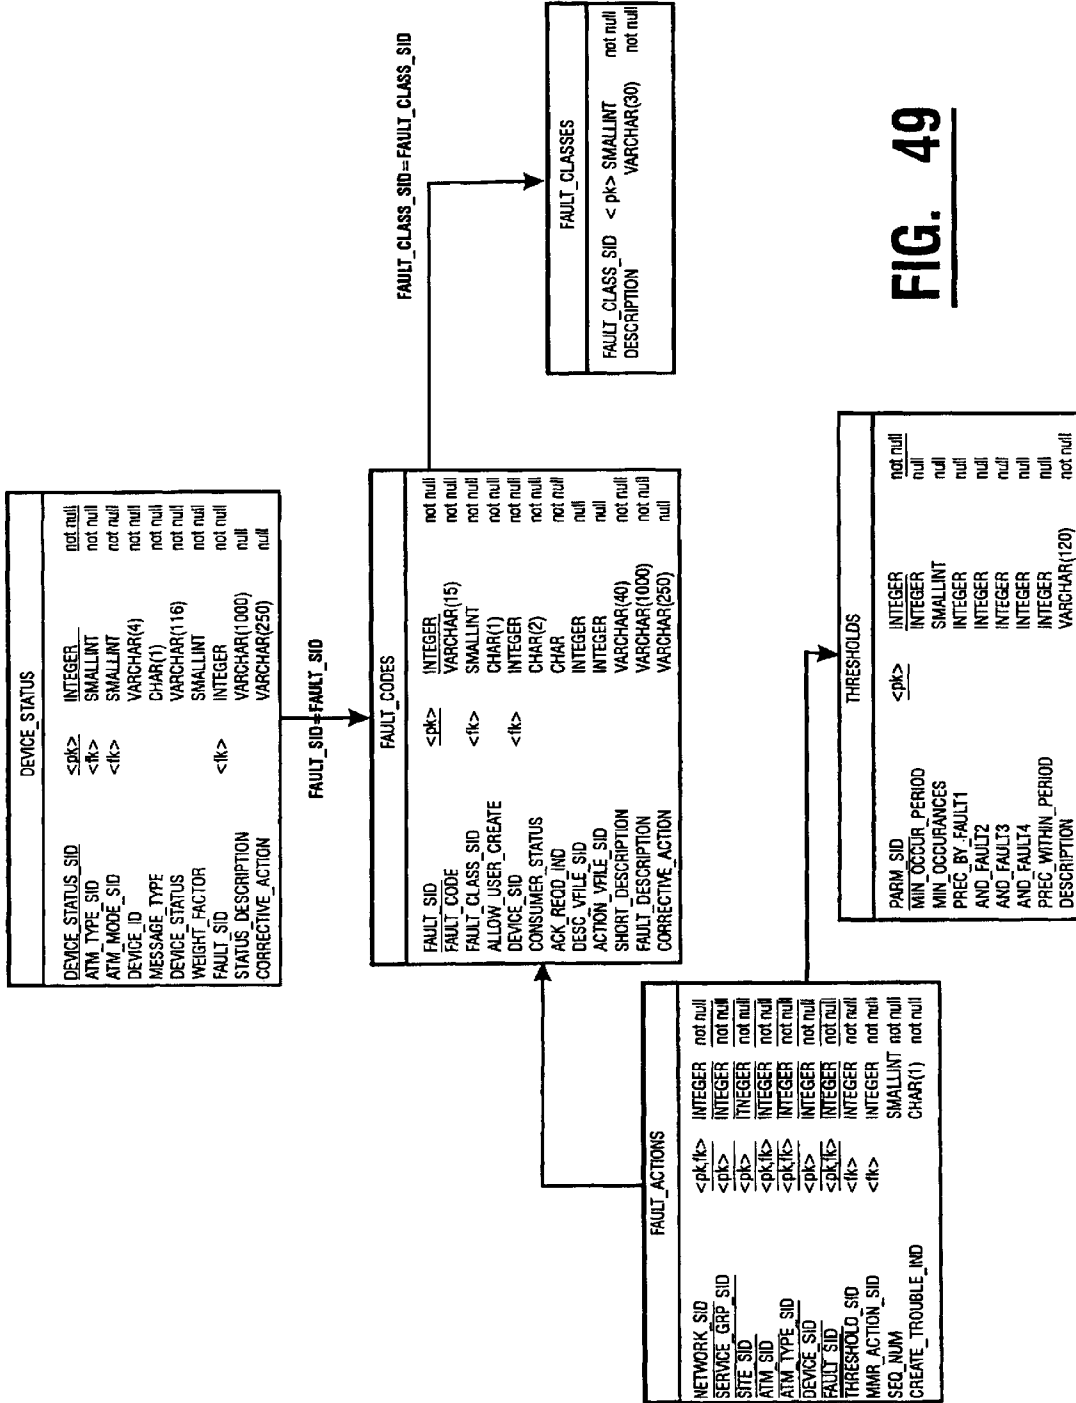 DEVICE_STATUS
DEVICE_STATUS_SID <pk> INTEGER not null
ATM_TYPE_SID <fk> SMALLINT not null
ATM_MODE_SID <fk> SMALLINT not null
DEVICE_ID VARCHAR(4) not null
MESSAGE_TYPE CHAR(1) not null
DEVICE_STATUS VARCHAR(116) not null
WEIGHT_FACTOR SMALLINT not null
FAULT_SID <fk> INTEGER not null
STATUS_DESCRIPTION VARCHAR(1000) null
CORRECTIVE_ACTION VARCHAR(250) null
FAULT_SID=FAULT_SID
FAULT_CODES
FAULT_SID <pk> INTEGER not null
FAULT_CODE VARCHAR(15) not null
FAULT_CLASS_SID <fk> SMALLINT not null
ALLOW_USER_CREATE CHAR(1) not null
DEVICE_SID <fk> INTEGER not null
CONSUMER_STATUS CHAR(2) not null
ACK_REQD_IND CHAR not null
DESC_VFILE_SID INTEGER null
ACTION_VFILE_SID INTEGER null
SHORT_DESCRIPTION VARCHAR(40) not null
FAULT_DESCRIPTION VARCHAR(1000) not null
CORRECTIVE_ACTION VARCHAR(250) null
FAULT_CLASS_SID=FAULT_CLASS_SID
FAULT_CLASSES
FAULT_CLASS_SID < pk> SMALLINT not null
DESCRIPTION VARCHAR(30) not null
FAULT_ACTIONS
NETWORK_SID <pk,fk> INTEGER not null
SERVICE_GRP_SID <pk> INTEGER not null
SITE_SID <pk> ITNEGER not null
ATM_SID <pk,fk> INTEGER not null
ATM_TYPE_SID <pk,fk> INTEGER not null
DEVICE_SID <pk> INTEGER not null
FAULT_SID <pk,fk> INTEGER not null
THRESHOLD_SID <fk> INTEGER not null
MMR_ACTION_SID <fk> INTEGER not null
SEQ_NUM SMALLINT not null
CREATE_TROUBLE_IND CHAR(1) not null
THRESHOLDS
PARM_SID <pk> INTEGER not null
MIN_OCCUR_PERIOD INTEGER null
MIN_OCCURANCES SMALLINT null
PREC_BY_FAULT1 INTEGER null
AND_FAULT2 INTEGER null
AND_FAULT3 INTEGER null
AND_FAULT4 INTEGER null
PREC_WITHIN_PERIOD INTEGER null
DESCRIPTION VARCHAR(120) not null
FIG. 49